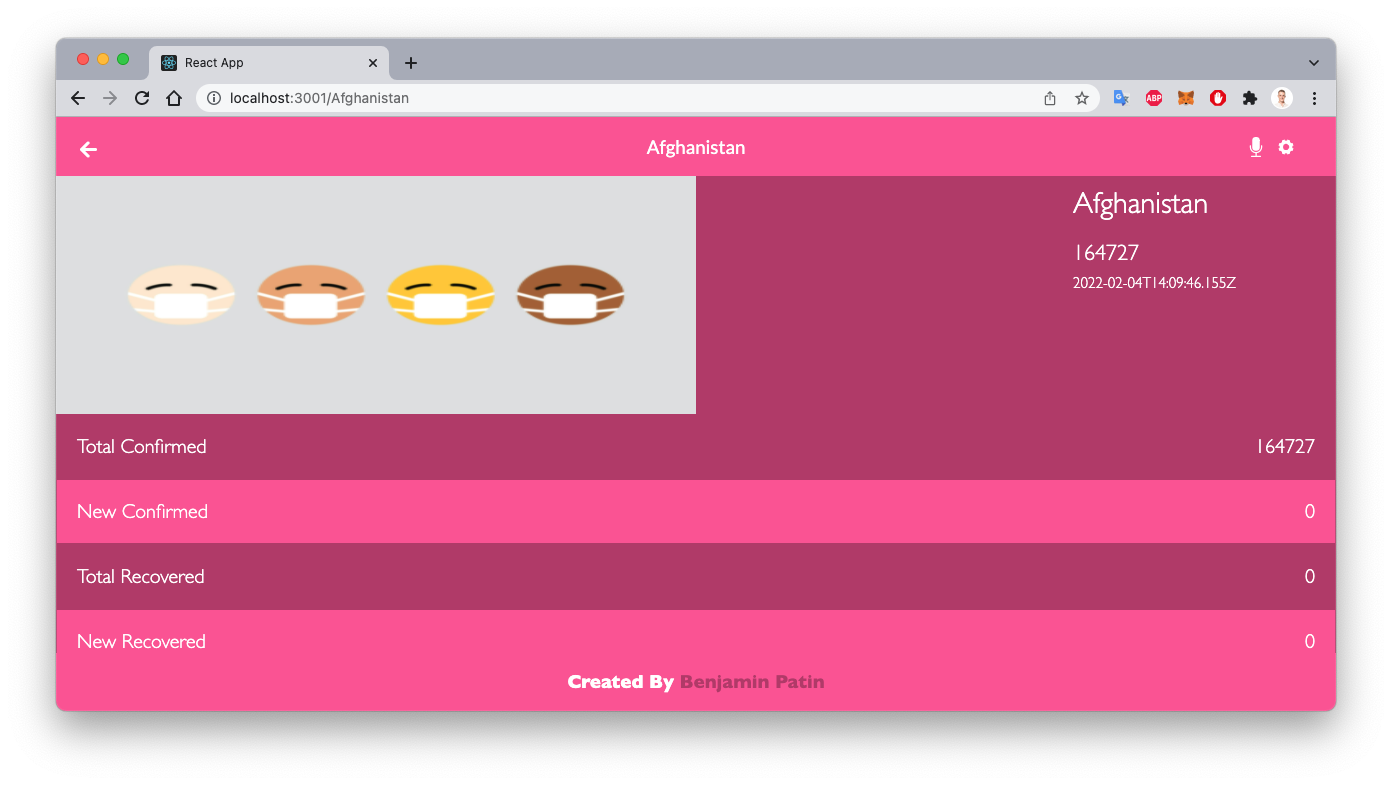 React App
localhost:3001/Afghanistan
ABP
Afghanistan
Afghanistan
164727
2022-02-04T14:09:46.155Z
Total Confirmed 164727
New Confirmed 0
Total Recovered 0
New Recovered 0
Created By Benjamin Patin